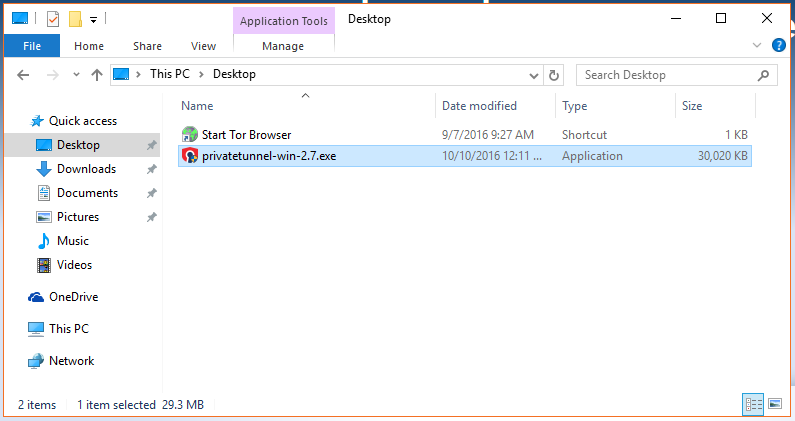 Application Tools Desktop
File Home Share View Manage
This PC Desktop Search Desktop
Name Date modified Type Size
Quick access
Desktop
Downloads
Documents
Pictures
Music
Videos
OneDrive
This PC
Network
Start Tor Browser 9/7/2016 9:27 AM Shortcut 1 KB
privatetunnel-win-2.7.exe 10/10/2016 12:11 ... Application 30,020 KB
2 items 1 item selected 29.3 MB